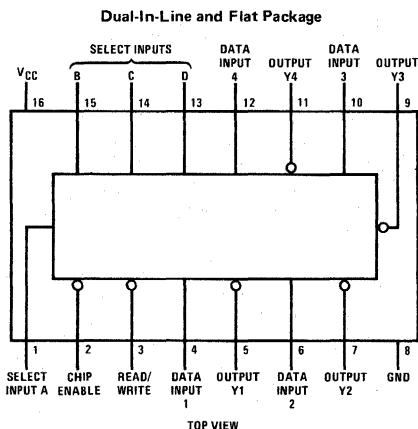 Dual-In-Line and Flat Package
SELECT INPUTS
DATA INPUT 4
OUTPUT Y4
DATA INPUT 3
OUTPUT Y3
VCC
B
C
D
16
15
14
13
12
11
10
9
1
2
3
4
5
6
7
8
SELECT INPUT A
CHIP ENABLE
READ/ WRITE
DATA INPUT 1
OUTPUT Y1
DATA INPUT 2
OUTPUT Y2
GND
TOP VIEW